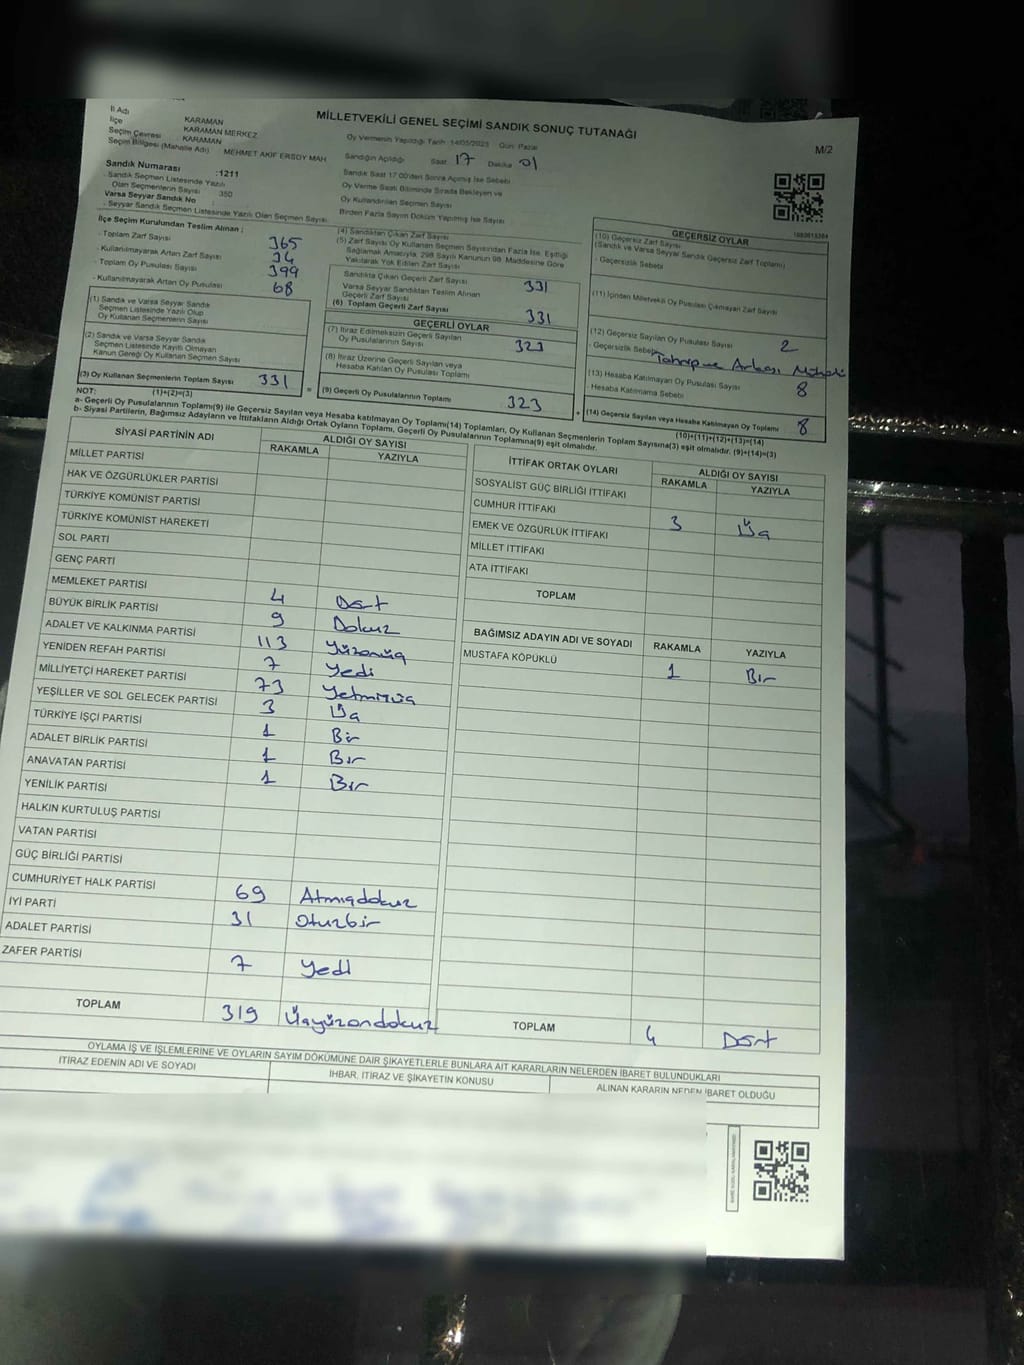 İl Adı
İlçe KARAMAN
Seçim Çevresi KARAMAN MERKEZ
Seçim Bölgesi (Mahalle Adı) KARAMAN
MEHMET AKİF ERSOY MAH
MİLLETVEKİLİ GENEL SEÇİMİ SANDIK SONUÇ TUTANAĞI
M/2
Oy Vermenin Yapıldığı Tarih :14/05/2023 Gün: Pazar
Sandığın Açıldığı Saat 17 Dakika 01
Sandık Saat 17:00'den Sonra Açılmış İse Sebebi
Oy Verme Saati Bitiminde Sırada Bekleyen ve
Oy Kullandırılan Seçmen Sayısı
Birden Fazla Sayım Döküm Yapılmış İse Sayısı
Sandık Numarası :1211
- Sandık Seçmen Listesinde Yazılı
Olan Seçmenlerin Sayısı 350
Varsa Seyyar Sandık No :
- Seyyar Sandık Seçmen Listesinde Yazılı Olan Seçmen Sayısı
İlçe Seçim Kurulundan Teslim Alınan ;
- Toplam Zarf Sayısı 365
- Kullanılmayarak Artan Zarf Sayısı 34
- Toplam Oy Pusulası Sayısı 399
- Kullanılmayarak Artan Oy Pusulası 68
(1) Sandık ve Varsa Seyyar Sandık
Seçmen Listesinde Yazılı Olup
Oy Kullanan Seçmenlerin Sayısı
(2) Sandık ve Varsa Seyyar Sandık
Seçmen Listesinde Kayıtlı Olmayan
Kanun Gereği Oy Kullanan Seçmen Sayısı
(3) Oy Kullanan Seçmenlerin Toplam Sayısı 331
(1)+(2)=(3)
(4) Sandıktan Çıkan Zarf Sayısı
(5) Zarf Sayısı Oy Kullanan Seçmen Sayısından Fazla İse, Eşitliği
Sağlamak Amacıyla, 298 Sayılı Kanunun 98. Maddesine Göre
Yakılarak Yok Edilen Zarf Sayısı
Sandıkta Çıkan Geçerli Zarf Sayısı 331
Varsa Seyyar Sandıktan Teslim Alınan
Geçerli Zarf Sayısı
(6) Toplam Geçerli Zarf Sayısı 331
GEÇERLİ OYLAR
(7) İtiraz Edilmeksizin Geçerli Sayılan
Oy Pusulalarının Sayısı 323
(8) İtiraz Üzerine Geçerli Sayılan veya
Hesaba Katılan Oy Pusulası Toplamı
= (9) Geçerli Oy Pusulalarının Toplamı 323
GEÇERSİZ OYLAR
(10) Geçersiz Zarf Sayısı
(Sandık ve Varsa Seyyar Sandık Geçersiz Zarf Toplamı)
- Geçersizlik Sebebi
(11) İçinden Milletvekili Oy Pusulası Çıkmayan Zarf Sayısı
(12) Geçersiz Sayılan Oy Pusulası Sayısı 2
- Geçersizlik Sebebi
(13) Hesaba Katılmayan Oy Pusulası Sayısı 8
- Hesaba Katılmama Sebebi
+ (14) Geçersiz Sayılan veya Hesaba Katılmayan Oy Toplamı 8
(10)+(11)+(12)+(13)=(14)
NOT:
a- Geçerli Oy Pusulalarının Toplamı(9) ile Geçersiz Sayılan veya Hesaba katılmayan Oy Toplamı(14) Toplamları, Oy Kullanan Seçmenlerin Toplam Sayısına(3) eşit olmalıdır. (9)+(14)=(3)
b- Siyasi Partilerin, Bağımsız Adayların ve İttifakların Aldığı Ortak Oyların Toplamı, Geçerli Oy Pusulalarının Toplamına(9) eşit olmalıdır.
SİYASİ PARTİNİN ADI ALDIĞI OY SAYISI
RAKAMLA YAZIYLA
MİLLET PARTİSİ
HAK VE ÖZGÜRLÜKLER PARTİSİ
TÜRKİYE KOMÜNİST PARTİSİ
TÜRKİYE KOMÜNİST HAREKETİ
SOL PARTİ
GENÇ PARTİ
MEMLEKET PARTİSİ 4 Dört
BÜYÜK BİRLİK PARTİSİ 9 Dokuz
ADALET VE KALKINMA PARTİSİ 113 Yüzonüç
YENİDEN REFAH PARTİSİ 7 Yedi
MİLLİYETÇİ HAREKET PARTİSİ 73 Yetmişüç
YEŞİLLER VE SOL GELECEK PARTİSİ 3 Üç
TÜRKİYE İŞÇİ PARTİSİ 1 Bir
ADALET BİRLİK PARTİSİ 1 Bır
ANAVATAN PARTİSİ 1 Bır
YENİLİK PARTİSİ
HALKIN KURTULUŞ PARTİSİ
VATAN PARTİSİ
GÜÇ BİRLİĞİ PARTİSİ
CUMHURİYET HALK PARTİSİ 69 Atmışdokuz
İYİ PARTİ 31 Oturbir
ADALET PARTİSİ
ZAFER PARTİSİ 7 Yedi
TOPLAM 319 Üçyüzondokuz
İTTİFAK ORTAK OYLARI ALDIĞI OY SAYISI
RAKAMLA YAZIYLA
SOSYALİST GÜÇ BİRLİĞİ İTTİFAKI
CUMHUR İTTİFAKI 3 Üç
EMEK VE ÖZGÜRLÜK İTTİFAKI
MİLLET İTTİFAKI
ATA İTTİFAKI
TOPLAM
BAĞIMSIZ ADAYIN ADI VE SOYADI RAKAMLA YAZIYLA
MUSTAFA KÖPÜKLÜ 1 Bır
TOPLAM 4 Dört
OYLAMA İŞ VE İŞLEMLERİNE VE OYLARIN SAYIM DÖKÜMÜNE DAİR ŞİKAYETLERLE BUNLARA AİT KARARLARIN NELERDEN İBARET BULUNDUKLARI
İTİRAZ EDENİN ADI VE SOYADI İHBAR, İTİRAZ VE ŞİKAYETİN KONUSU ALINAN KARARIN NEDEN İBARET OLDUĞU